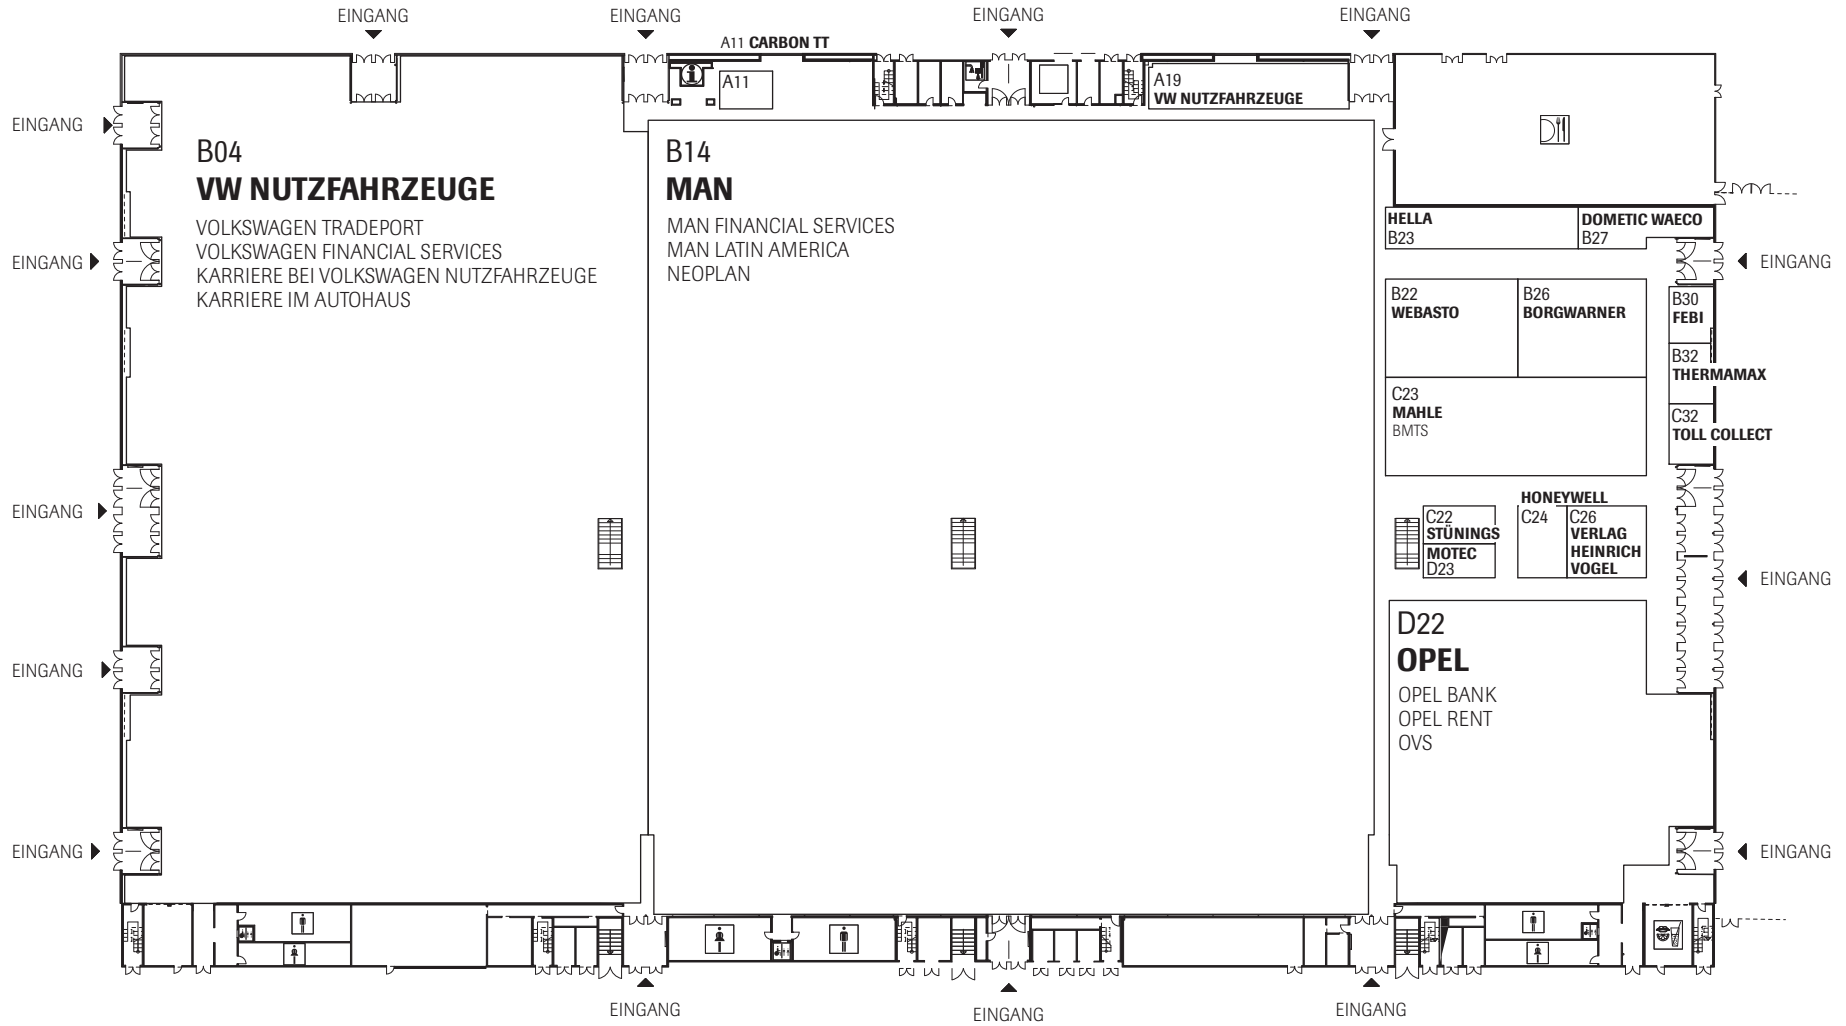 EINGANG
EINGANG
EINGANG
EINGANG
A11 CARBON TT
A11
A19
VW NUTZFAHRZEUGE
EINGANG
B04
VW NUTZFAHRZEUGE
VOLKSWAGEN TRADEPORT
VOLKSWAGEN FINANCIAL SERVICES
KARRIERE BEI VOLKSWAGEN NUTZFAHRZEUGE
KARRIERE IM AUTOHAUS
B14
MAN
MAN FINANCIAL SERVICES
MAN LATIN AMERICA
NEOPLAN
HELLA
B23
DOMETIC WAECO
B27
EINGANG
EINGANG
B22
WEBASTO
B26
BORGWARNER
B30
FEBI
B32
THERMAMAX
C23
MAHLE
BMTS
C32
TOLL COLLECT
EINGANG
C22
STÜNINGS
MOTEC
D23
HONEYWELL
C24
C26
VERLAG
HEINRICH
VOGEL
EINGANG
D22
OPEL
OPEL BANK
OPEL RENT
OVS
EINGANG
EINGANG
EINGANG
EINGANG
EINGANG
EINGANG